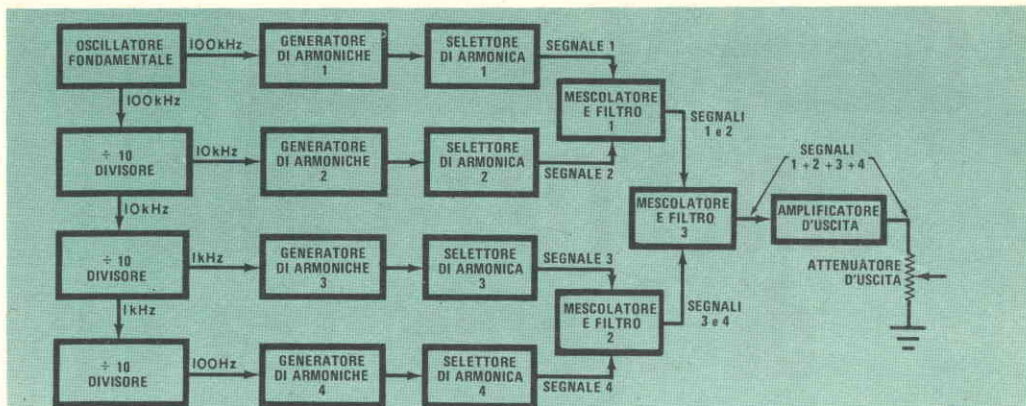 OSCILLATORE
FONDAMENTALE
100kHz
GENERATORE
DI ARMONICHE
1
SELETTORE
DI ARMONICA
1
SEGNALE 1
100kHz
MESCOLATORE
E FILTRO
1
SEGNALI
1 e 2
÷ 10
DIVISORE
10kHz
GENERATORE
DI ARMONICHE
2
SELETTORE
DI ARMONICA
2
SEGNALE 2
SEGNALI
1 + 2 + 3 + 4
10kHz
MESCOLATORE
E FILTRO
3
AMPLIFICATORE
D'USCITA
÷ 10
DIVISORE
1kHz
GENERATORE
DI ARMONICHE
3
SELETTORE
DI ARMONICA
3
SEGNALE 3
ATTENUATORE
D'USCITA
1kHz
MESCOLATORE
E FILTRO
2
SEGNALI
3 e 4
÷ 10
DIVISORE
100Hz
GENERATORE
DI ARMONICHE
4
SELETTORE
DI ARMONICA
4
SEGNALE 4